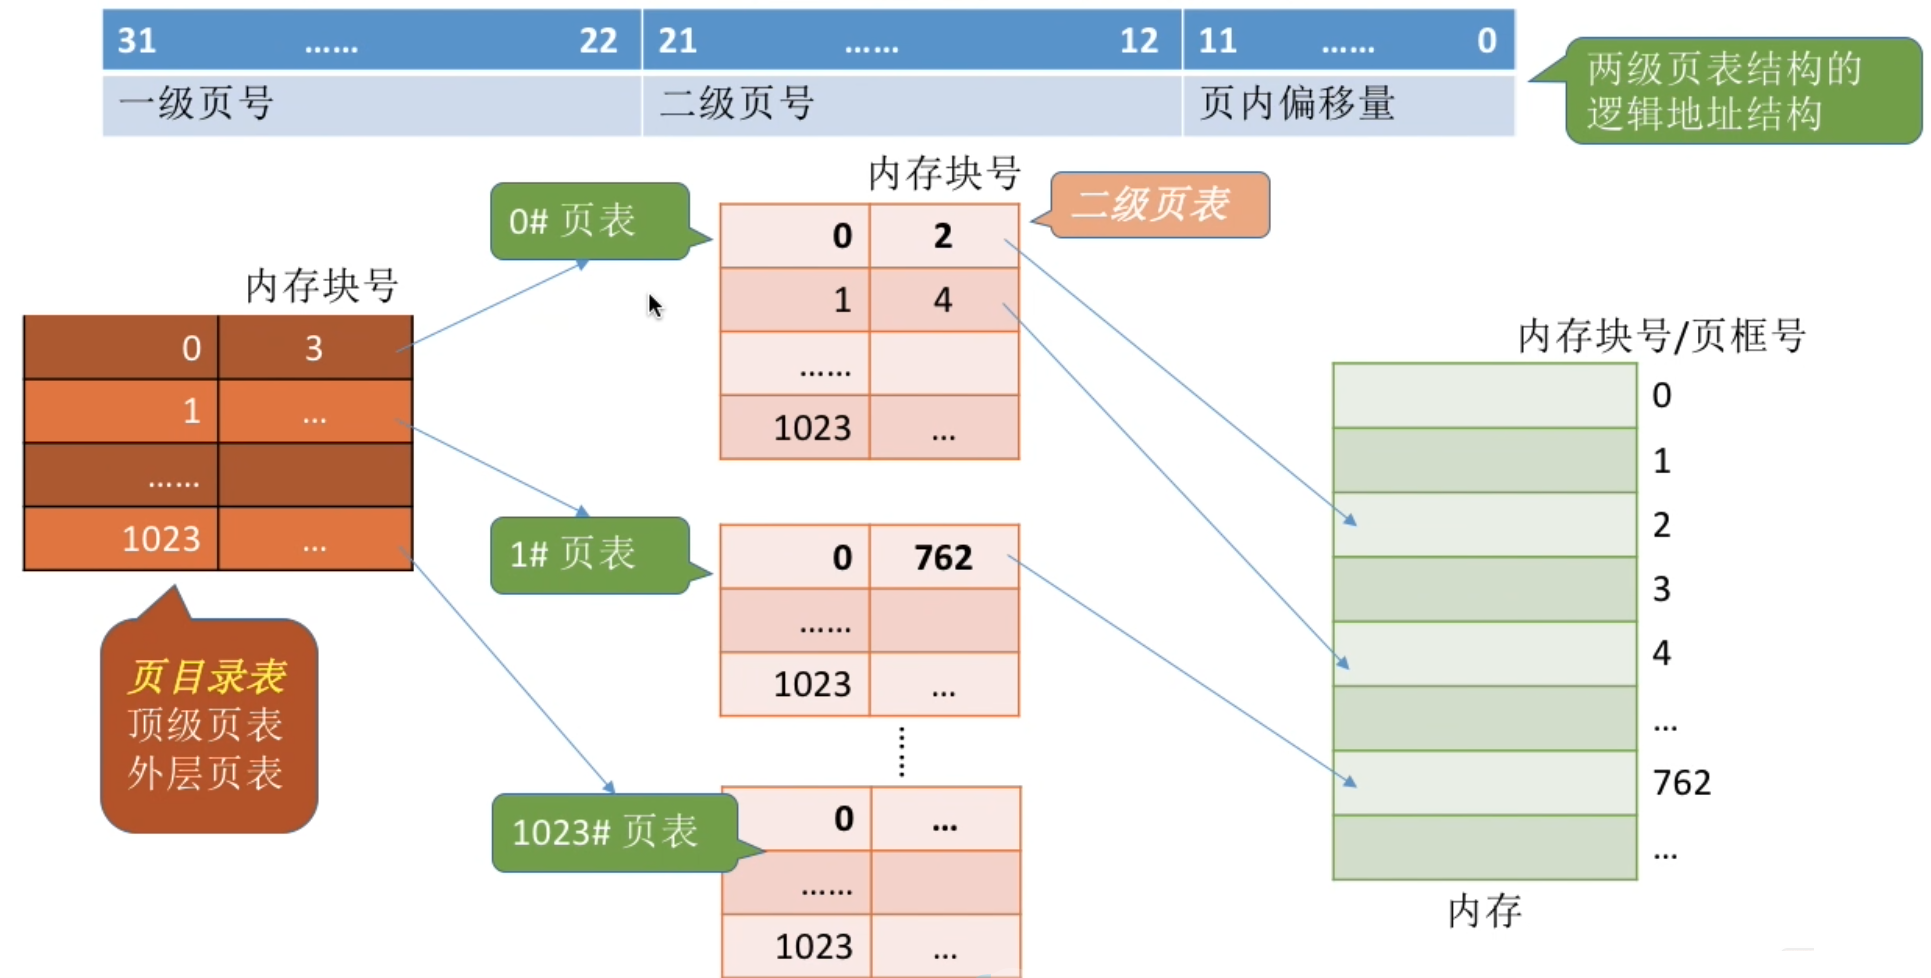 31 …… 22 21 …… 12 11 …… 0
一级页号 二级页号 页内偏移量
两级页表结构的
逻辑地址结构
内存块号
0 3
1 ...
……
1023 ...
页目录表
顶级页表
外层页表
0# 页表
内存块号
二级页表
0 2
1 4
……
1023 ...
1# 页表
0 762
……
1023 ...
……
1023# 页表
0 ...
……
1023 ...
内存块号/页框号
0
1
2
3
4
...
762
...
内存